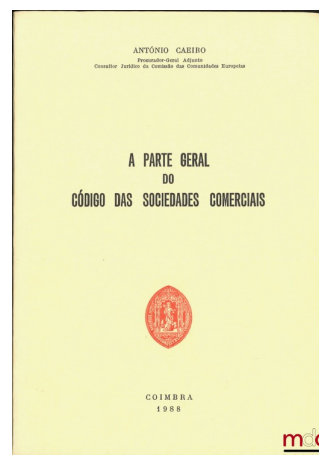 ANTÓNIO CAEIRO
Procurador-Geral Adjunto
Consultor Jurídico da Comissão das Comunidades Europeias
A PARTE GERAL
DO
CÓDIGO DAS SOCIEDADES COMERCIAIS
COIMBRA
1988